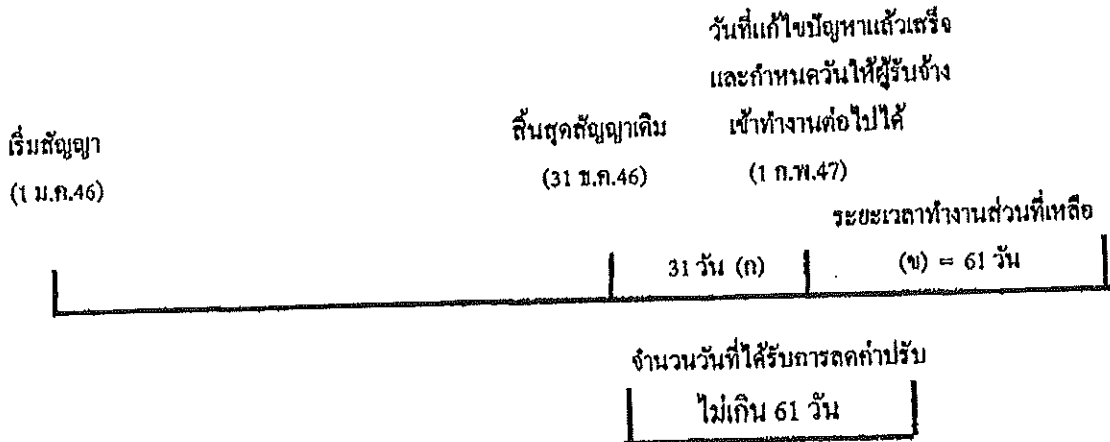 วันที่แก้ไขปัญหาแล้วเสร็จ
และกำหนดวันให้ผู้รับจ้าง
เข้าทำงานต่อไปได้
(1 ก.พ.47)
สิ้นสุดสัญญาเดิม
(31 ธ.ค.46)
เริ่มสัญญา
(1 ม.ค.46)
ระยะเวลาทำงานส่วนที่เหลือ
31 วัน (ก)
(ข) = 61 วัน
จำนวนวันที่ได้รับการลดค่าปรับ
ไม่เกิน 61 วัน